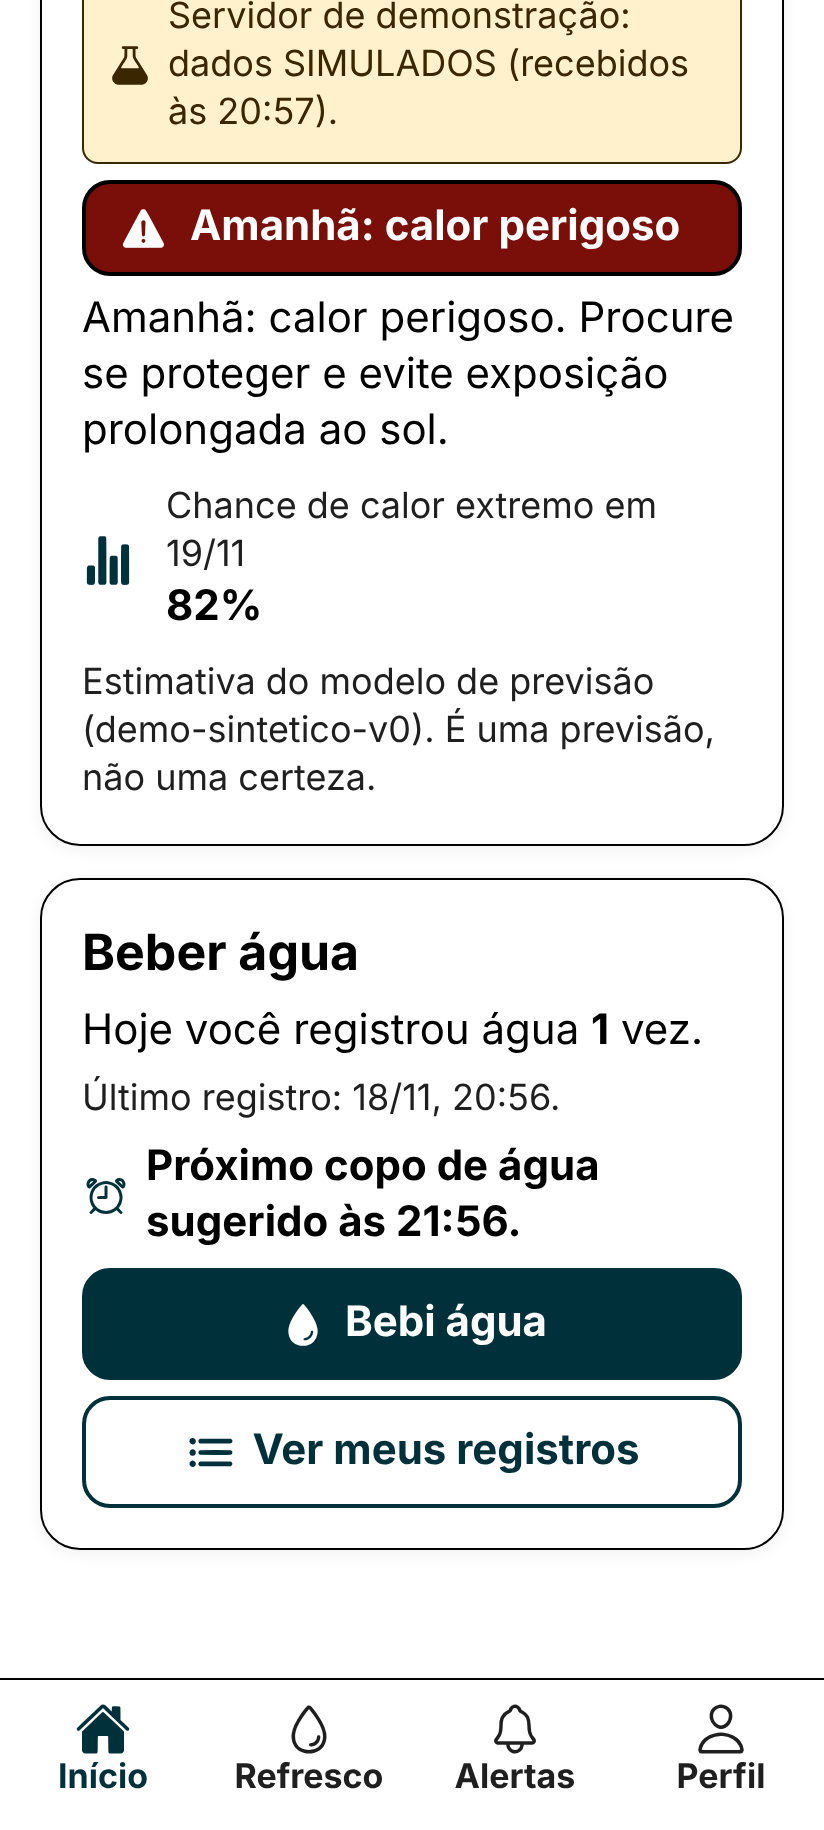 Servidor de demonstração:
dados SIMULADOS (recebidos
às 20:57).
Amanhã: calor perigoso
Amanhã: calor perigoso. Procure
se proteger e evite exposição
prolongada ao sol.
Chance de calor extremo em
19/11
82%
Estimativa do modelo de previsão
(demo-sintetico-v0). É uma previsão,
não uma certeza.
Beber água
Hoje você registrou água 1 vez.
Último registro: 18/11, 20:56.
Próximo copo de água
sugerido às 21:56.
Bebi água
Ver meus registros
Início
Refresco
Alertas
Perfil